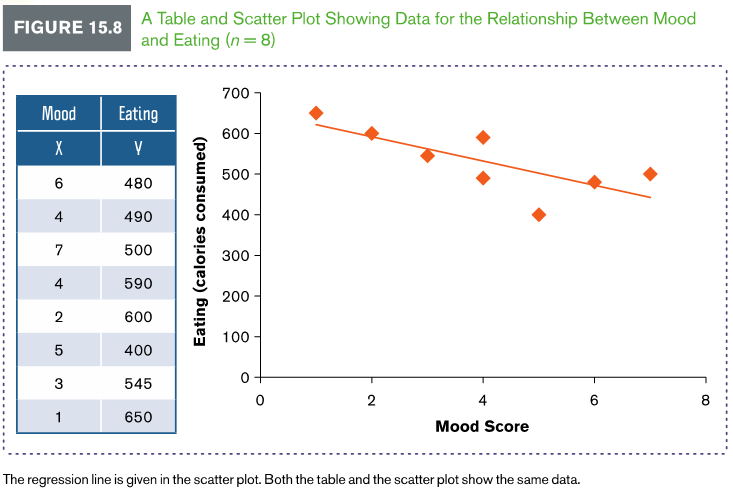 FIGURE 15.8
A Table and Scatter Plot Showing Data for the Relationship Between Mood
and Eating (n = 8)
Mood Eating
X Y
6 480
4 490
7 500
4 590
2 600
5 400
3 545
1 650
Eating (calories consumed)
700
600
500
400
300
200
100
0
0 2 4 6 8
Mood Score
The regression line is given in the scatter plot. Both the table and the scatter plot show the same data.